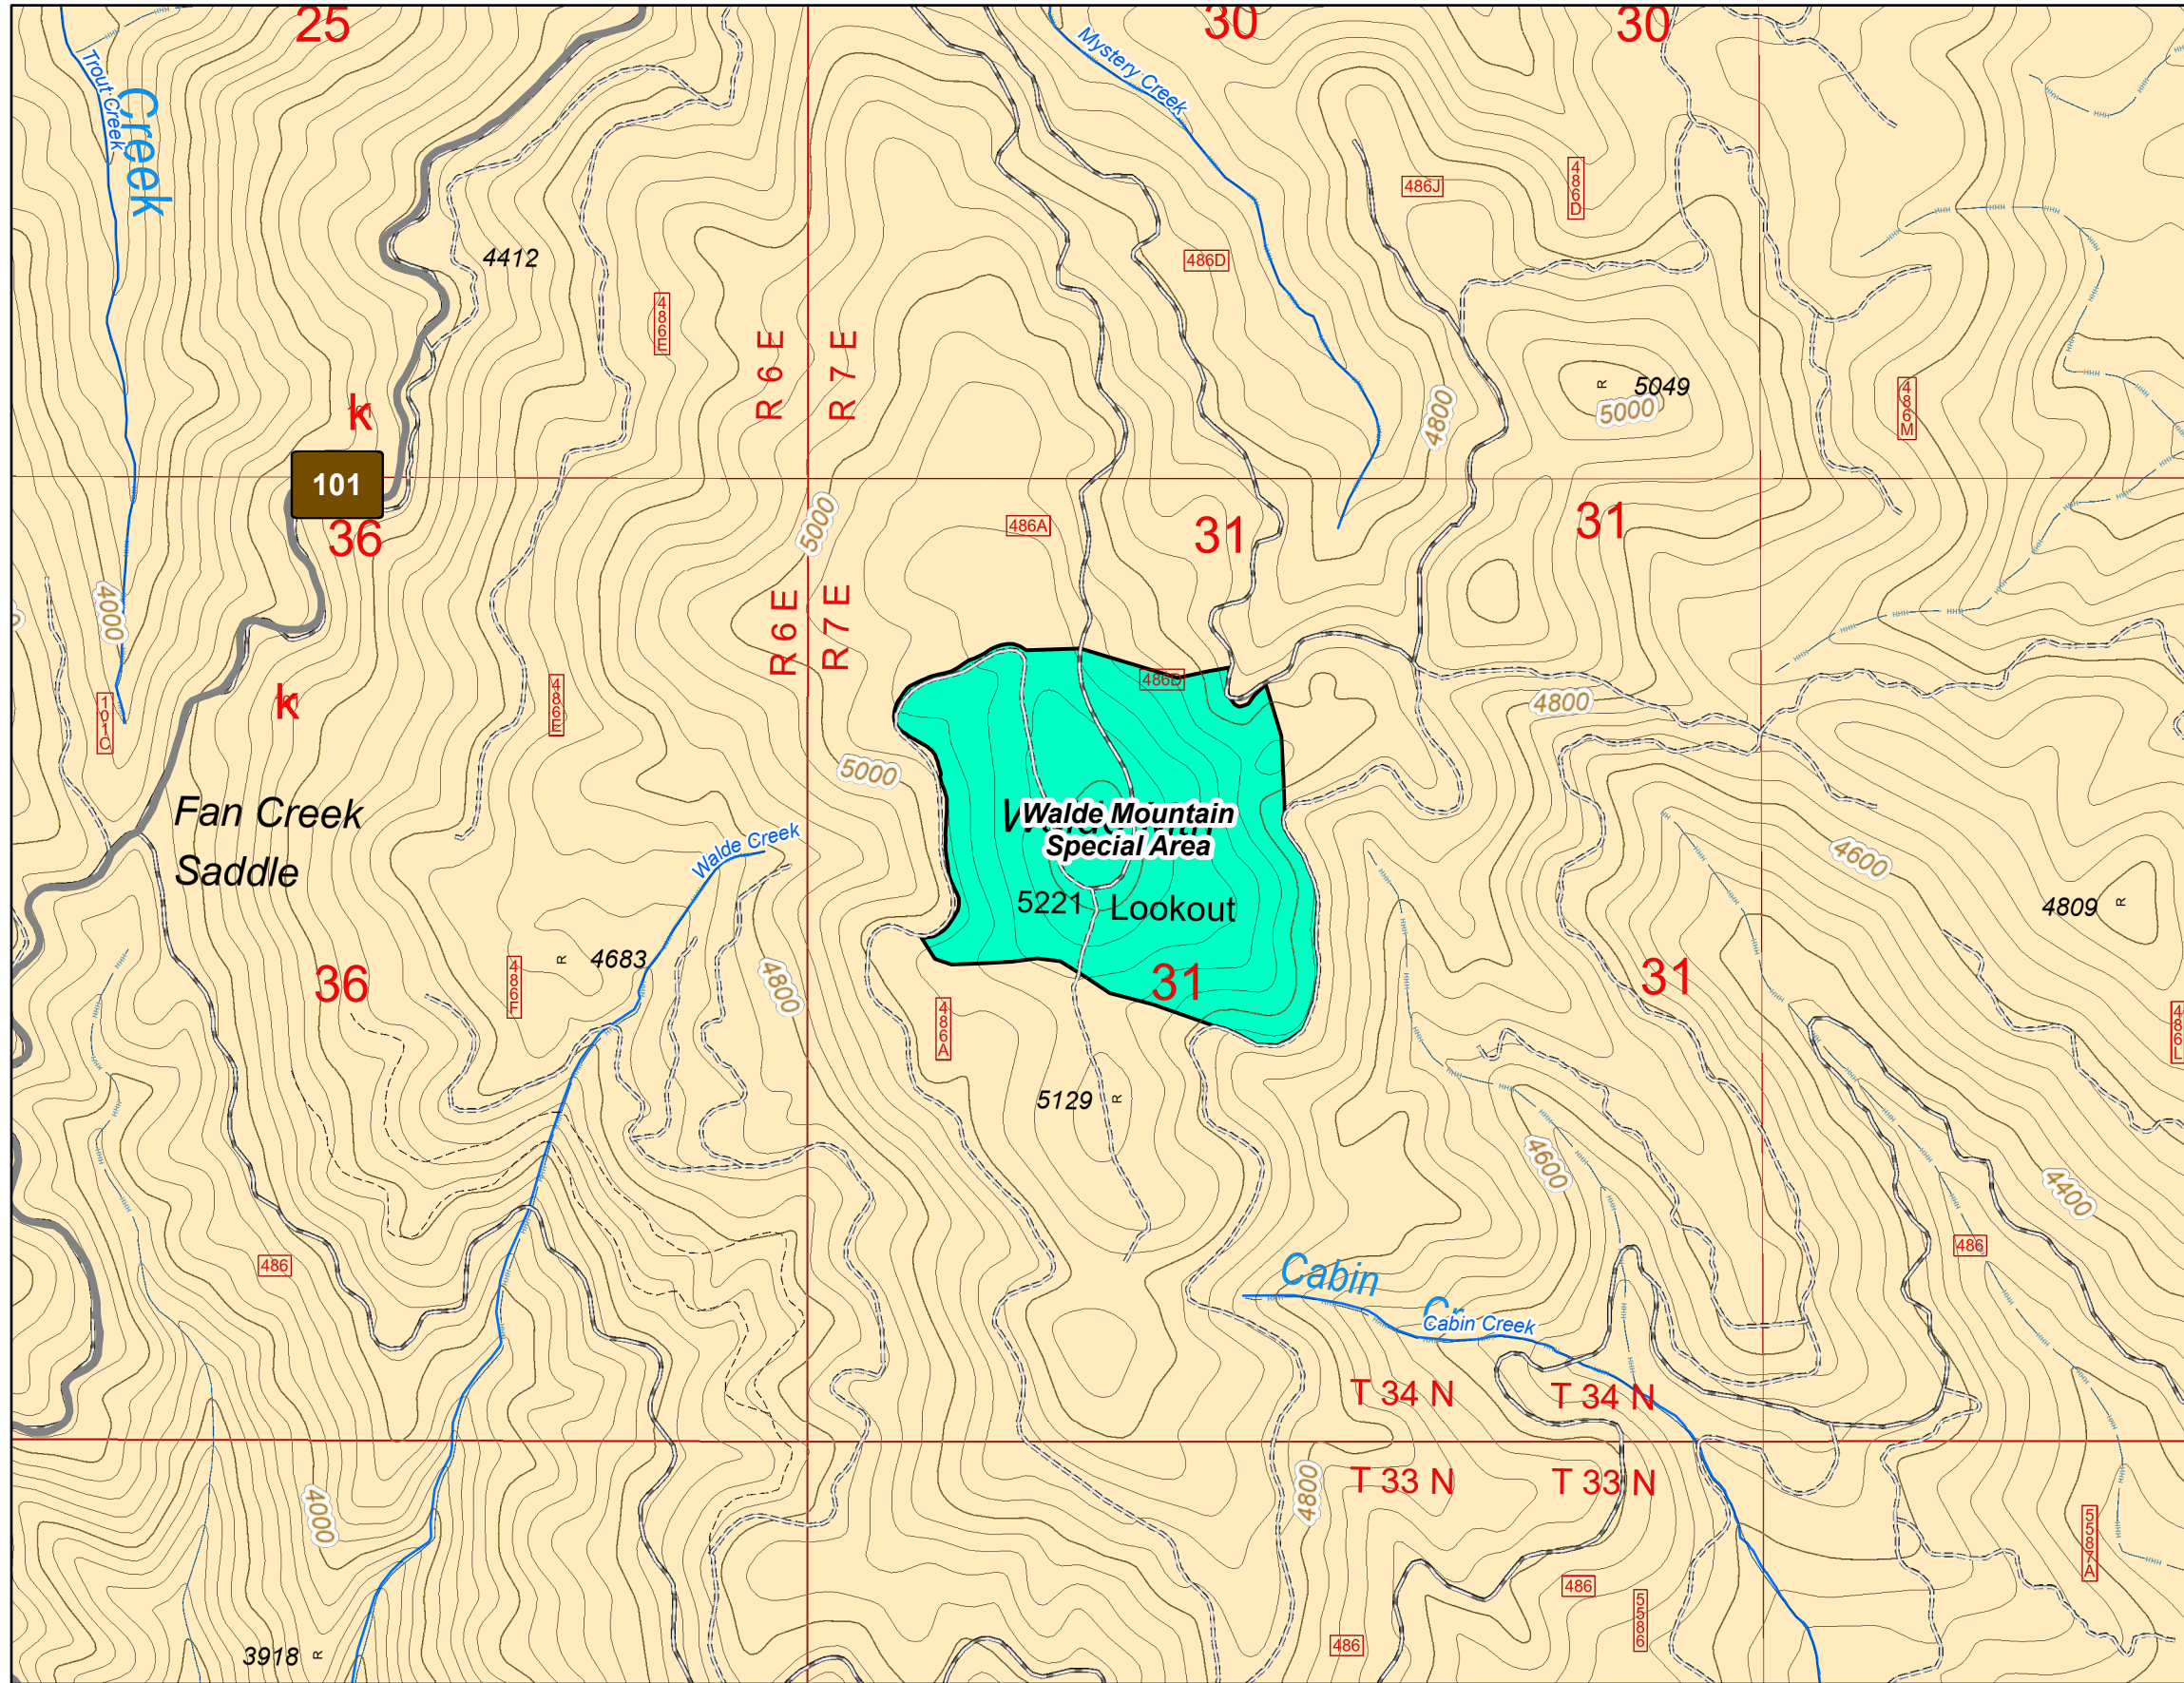 25
30
30
Trout Creek
Creek
Mystery Creek
486J
486D
4412
486D
486E
R 6 E
R 7 E
5049
5000
4800
486M
k
101
36
5000
486A
31
31
4000
R 6 E
R 7 E
486D
101C
k
486E
4800
5000
Fan Creek
Saddle
Walde Creek
Walde Mountain
Special Area
4600
5221
Lookout
4809
R
R
4683
36
486F
4800
31
31
486A
486L
5129
R
4600
4400
486
486
Cabin
Cr
Cabin Creek
T 34 N
T 34 N
T 33 N
T 33 N
4000
4800
5587A
486
5586
486
3918
R
R